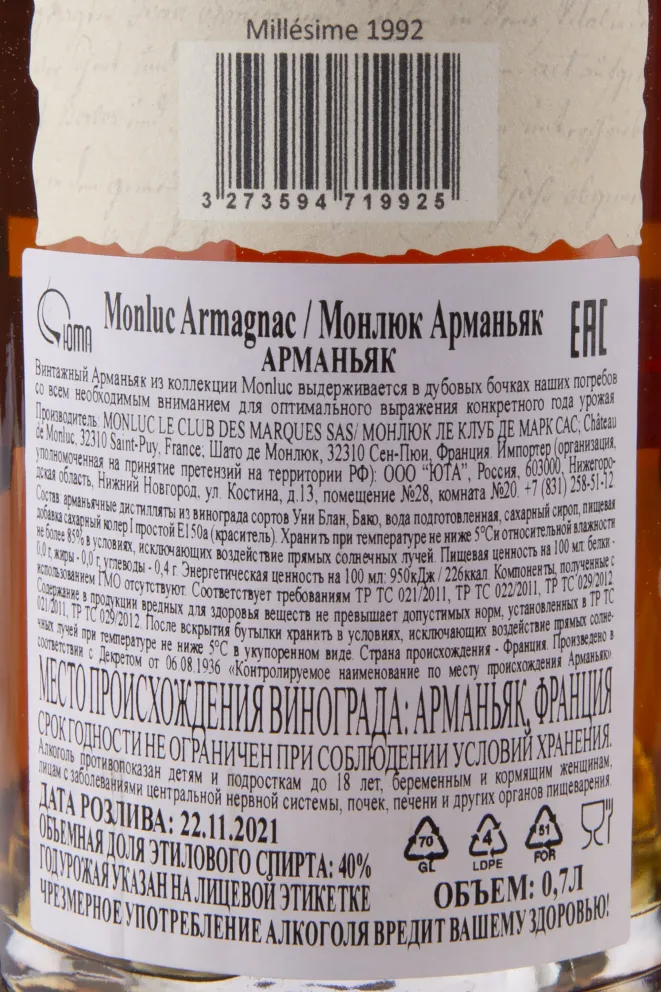 Millésime 1992
3 273594 719925
ЮТА
Monluc Armagnac / Монлюк Арманьяк
EAC
АРМАНЬЯК
Винтажный Арманьяк из коллекции Monluc выдерживается в дубовых бочках наших погребов
со всем необходимым вниманием для оптимального выражения конкретного года урожая
Производитель: MONLUC LE CLUB DES MARQUES SAS/ МОНЛЮК ЛЕ КЛУБ ДЕ МАРК САС; Château
de Monluc, 32310 Saint-Puy, France; Шато де Монлюк, 32310 Сен-Пюи, Франция. Импортер (организация,
уполномоченная на принятие претензий на территории РФ): ООО "ЮТА", Россия, 603000, Нижегоро-
дская область, Нижний Новгород, ул. Костина, д.13, помещение №28, комната №20. +7 (831) 258-51-12
Состав: арманьячные дистилляты из винограда сортов Уни Блан, Бако, вода подготовленная, сахарный сироп, пищевая
добавка сахарный колер I простой Е150а (краситель). Хранить при температуре не ниже 5°С и относительной влажности
не более 85% в условиях, исключающих воздействие прямых солнечных лучей. Пищевая ценность на 100 мл: белки -
0,0 г, жиры - 0,0 г, углеводы - 0,4 г. Энергетическая ценность на 100 мл: 950кДж / 226ккал. Компоненты, полученные с
использованием ГМО отсутствуют. Соответствует требованиям ТР ТС 021/2011, ТР ТС 022/2011, ТР ТС 029/2012.
Содержание в продукции вредных для здоровья веществ не превышает допустимых норм, установленных в ТР ТС
021/2011, ТР ТС 029/2012. После вскрытия бутылки хранить в условиях, исключающих воздействие прямых солне-
чных лучей при температуре не ниже 5°С в укупоренном виде. Страна происхождения - Франция. Произведено в
соответствии с Декретом от 06.08.1936 «Контролируемое наименование по месту происхождения Арманьяк»
МЕСТО ПРОИСХОЖДЕНИЯ ВИНОГРАДА: АРМАНЬЯК, ФРАНЦИЯ
СРОК ГОДНОСТИ НЕ ОГРАНИЧЕН ПРИ СОБЛЮДЕНИИ УСЛОВИЙ ХРАНЕНИЯ.
Алкоголь противопоказан детям и подросткам до 18 лет, беременным и кормящим женщинам,
лицам с заболеваниями центральной нервной системы, почек, печени и других органов пищеварения.
ДАТА РОЗЛИВА: 22.11.2021
ОБЪЕМНАЯ ДОЛЯ ЭТИЛОВОГО СПИРТА: 40%
ГОД УРОЖАЯ УКАЗАН НА ЛИЦЕВОЙ ЭТИКЕТКЕ
70 GL
4 LDPE
51 FOR
ОБЪЕМ: 0,7Л
ЧРЕЗМЕРНОЕ УПОТРЕБЛЕНИЕ АЛКОГОЛЯ ВРЕДИТ ВАШЕМУ ЗДОРОВЬЮ!